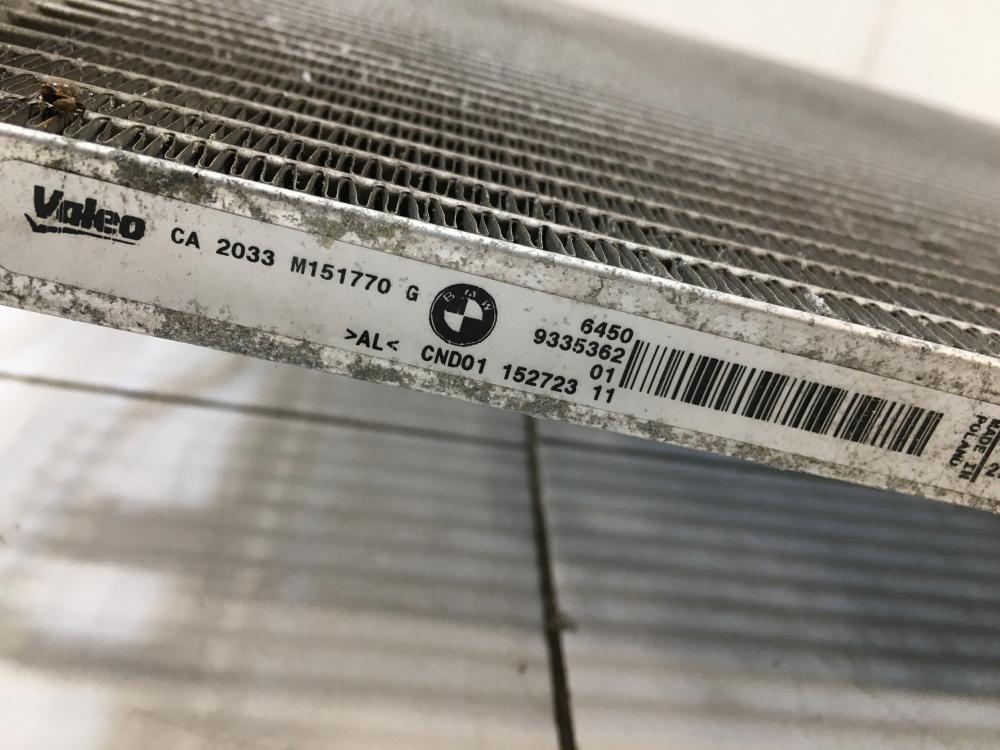 Valeo
CA 2033 M151770 G
>AL< CND01 152723 11
BMW
6450
9335362
01
MADE IN
POLAND